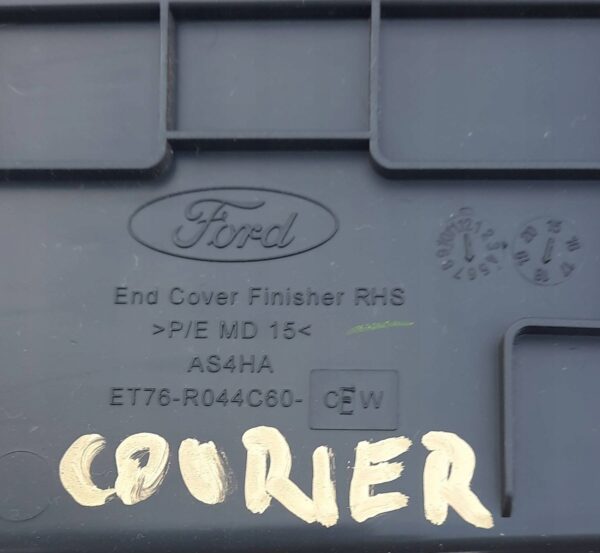 Ford
End Cover Finisher RHS
>P/E MD 15<
AS4HA
ET76-R044C60- CEW
COURIER